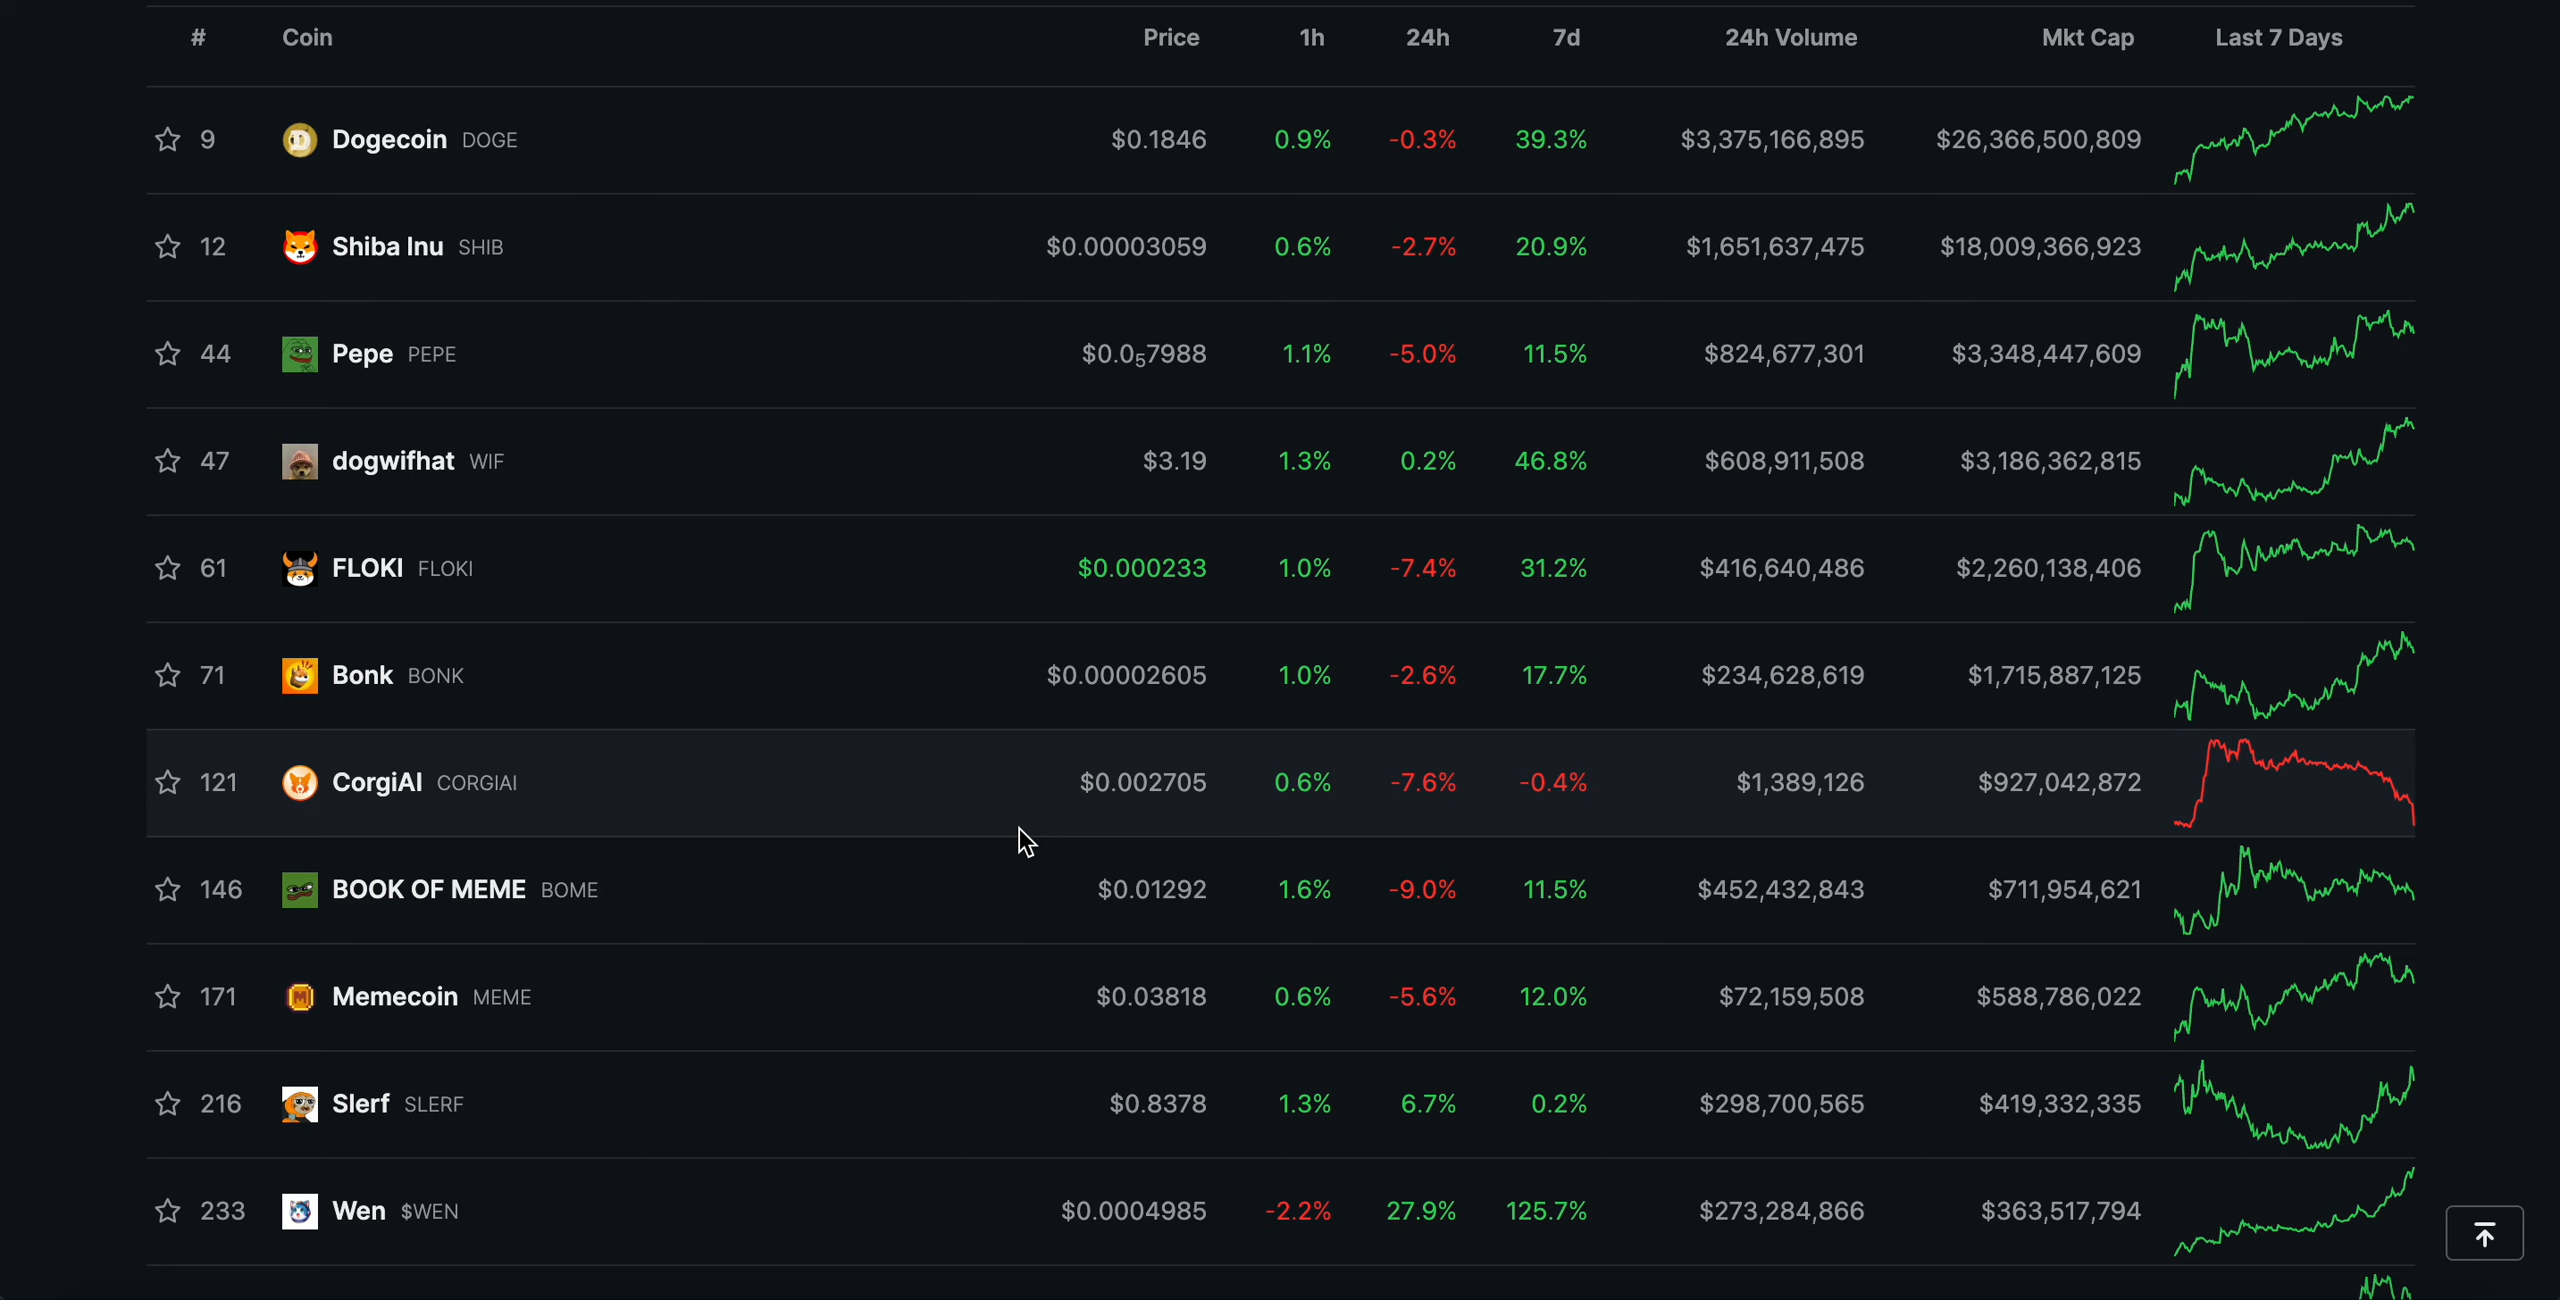 # Coin Price 1h 24h 7d 24h Volume Mkt Cap Last 7 Days
9 Dogecoin DOGE $0.1846 0.9% -0.3% 39.3% $3,375,166,895 $26,366,500,809
12 Shiba Inu SHIB $0.00003059 0.6% -2.7% 20.9% $1,651,637,475 $18,009,366,923
44 Pepe PEPE $0.0₅7988 1.1% -5.0% 11.5% $824,677,301 $3,348,447,609
47 dogwifhat WIF $3.19 1.3% 0.2% 46.8% $608,911,508 $3,186,362,815
61 FLOKI FLOKI $0.000233 1.0% -7.4% 31.2% $416,640,486 $2,260,138,406
71 Bonk BONK $0.00002605 1.0% -2.6% 17.7% $234,628,619 $1,715,887,125
121 CorgiAI CORGIAI $0.002705 0.6% -7.6% -0.4% $1,389,126 $927,042,872
146 BOOK OF MEME BOME $0.01292 1.6% -9.0% 11.5% $452,432,843 $711,954,621
171 Memecoin MEME $0.03818 0.6% -5.6% 12.0% $72,159,508 $588,786,022
216 Slerf SLERF $0.8378 1.3% 6.7% 0.2% $298,700,565 $419,332,335
233 Wen $WEN $0.0004985 -2.2% 27.9% 125.7% $273,284,866 $363,517,794